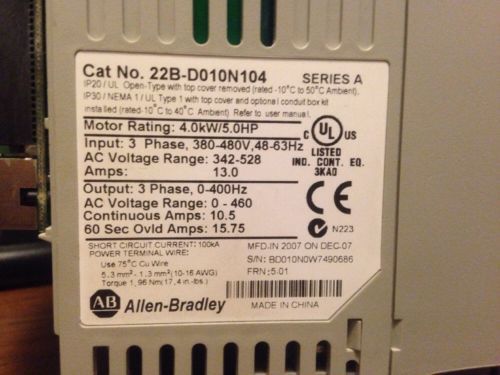 Cat No. 22B-D010N104 SERIES A
IP20 / UL Open-Type with top cover removed (rated -10°C to 50°C Ambient).
IP30 / NEMA 1 / UL Type 1 with top cover and optional conduit box kit
installed (rated -10°C to 40°C Ambient) Refer to user manual.
Motor Rating: 4.0kW/5.0HP
Input: 3 Phase, 380-480V,48-63Hz
AC Voltage Range: 342-528
Amps: 13.0
C UL US
LISTED
IND. CONT. EQ.
3KA0
Output: 3 Phase, 0-400Hz
AC Voltage Range: 0 - 460
Continuous Amps: 10.5
60 Sec Ovld Amps: 15.75
CE
N223
SHORT CIRCUIT CURRENT: 100kA
POWER TERMINAL WIRE:
Use 75°C Cu Wire
5.3 mm² - 1.3 mm² (10-16 AWG)
Torque 1.96 Nm(17.4 in.-lbs.)
MFD.IN 2007 ON DEC-07
S/N: BD010N0W7490686
FRN : 5.01
AB Allen-Bradley
MADE IN CHINA